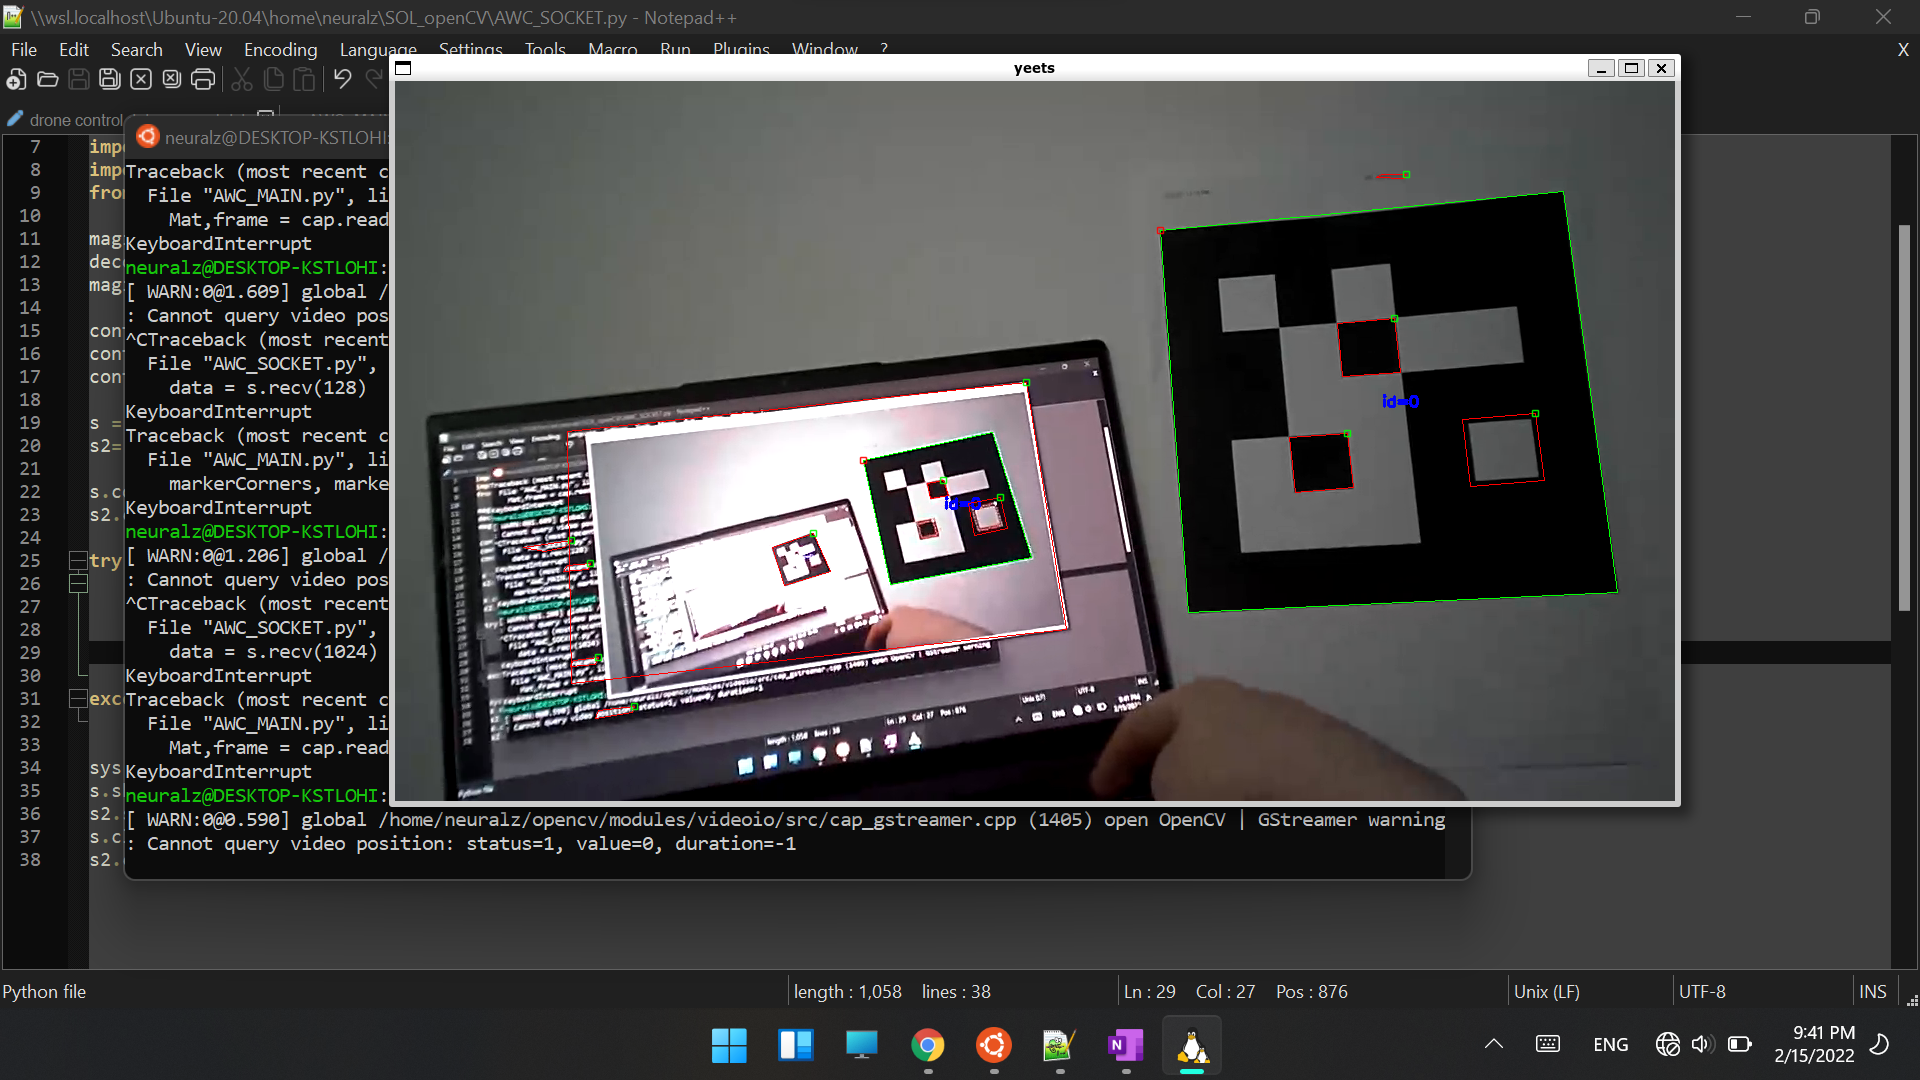 \\wsl.localhost\Ubuntu-20.04\home\neuralz\SOL_openCV\AWC_SOCKET.py - Notepad++
File Edit Search View Encoding Language Settings Tools Macro Run Plugins Window ?
X
yeets
drone control
neuralz@DESKTOP-KSTLOHI:
7 imp
8 imp
9 fro
10
11 mag
12 dec
13 mag
14
15 con
16 con
17 con
18
19 s =
20 s2=
21
22 s.c
23 s2.
24
25 try
26
27
28
29
30
31 exc
32
33
34 sys
35 s.s
36 s2.
37 s.c
38 s2.
Traceback (most recent c
File "AWC_MAIN.py", li
Mat,frame = cap.read
KeyboardInterrupt
neuralz@DESKTOP-KSTLOHI:
[ WARN:0@1.609] global /
: Cannot query video pos
^CTraceback (most recent
File "AWC_SOCKET.py",
data = s.recv(128)
KeyboardInterrupt
Traceback (most recent c
File "AWC_MAIN.py", li
markerCorners, marke
KeyboardInterrupt
neuralz@DESKTOP-KSTLOHI:
[ WARN:0@1.206] global /
: Cannot query video pos
^CTraceback (most recent
File "AWC_SOCKET.py",
data = s.recv(1024)
KeyboardInterrupt
Traceback (most recent c
File "AWC_MAIN.py", li
Mat,frame = cap.read
KeyboardInterrupt
neuralz@DESKTOP-KSTLOHI:
[ WARN:0@0.590] global /home/neuralz/opencv/modules/videoio/src/cap_gstreamer.cpp (1405) open OpenCV | GStreamer warning
: Cannot query video position: status=1, value=0, duration=-1
id=0
id=0
Python file
length : 1,058 lines : 38
Ln : 29 Col : 27 Pos : 876
Unix (LF)
UTF-8
INS
N
ENG
9:41 PM
2/15/2022